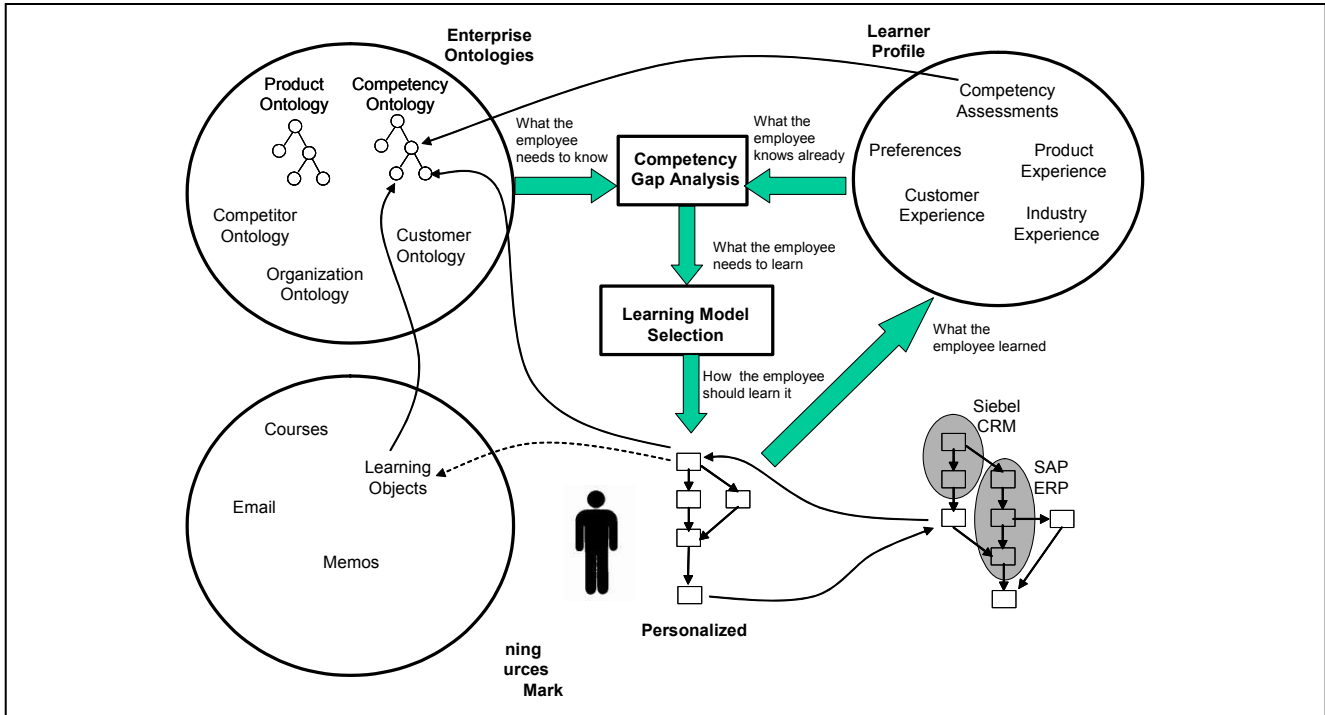 Enterprise
Ontologies
Product
Ontology
Competency
Ontology
Competitor
Ontology
Customer
Ontology
Organization
Ontology
What the
employee
needs to know
Competency
Gap Analysis
What the
employee
knows already
Learner
Profile
Competency
Assessments
Preferences
Product
Experience
Customer
Experience
Industry
Experience
What the employee
needs to learn
Learning Model
Selection
What the
employee learned
How the employee
should learn it
Courses
Learning
Objects
Email
Memos
Siebel
CRM
SAP
ERP
Personalized
ning
urces
Mark